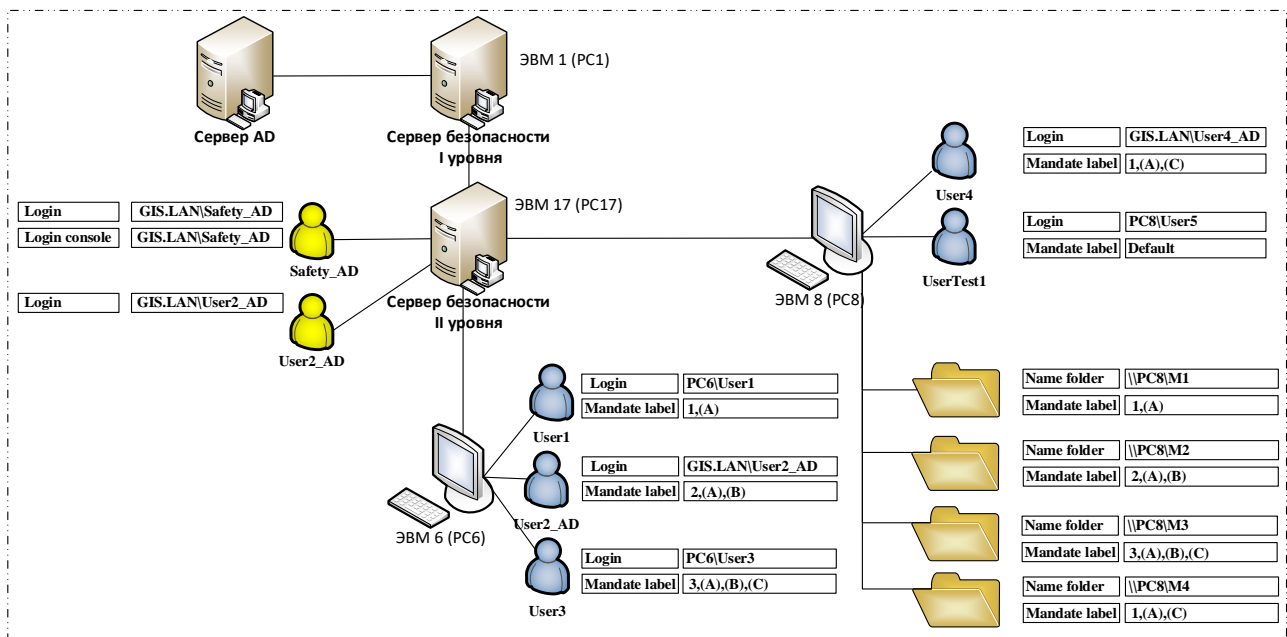 ЭВМ 1 (PC1)
Сервер AD
Сервер безопасности
I уровня
ЭВМ 17 (PC17)
Login GIS.LAN\Safety_AD
Login console GIS.LAN\Safety_AD
Safety_AD
Login GIS.LAN\User2_AD
User2_AD
Сервер безопасности
II уровня
Login GIS.LAN\User4_AD
Mandate label 1,(A),(C)
User4
Login PC8\User5
Mandate label Default
UserTest1
ЭВМ 8 (PC8)
Login PC6\User1
Mandate label 1,(A)
User1
Login GIS.LAN\User2_AD
Mandate label 2,(A),(B)
User2_AD
ЭВМ 6 (PC6)
Login PC6\User3
Mandate label 3,(A),(B),(C)
User3
Name folder \\PC8\M1
Mandate label 1,(A)
Name folder \\PC8\M2
Mandate label 2,(A),(B)
Name folder \\PC8\M3
Mandate label 3,(A),(B),(C)
Name folder \\PC8\M4
Mandate label 1,(A),(C)